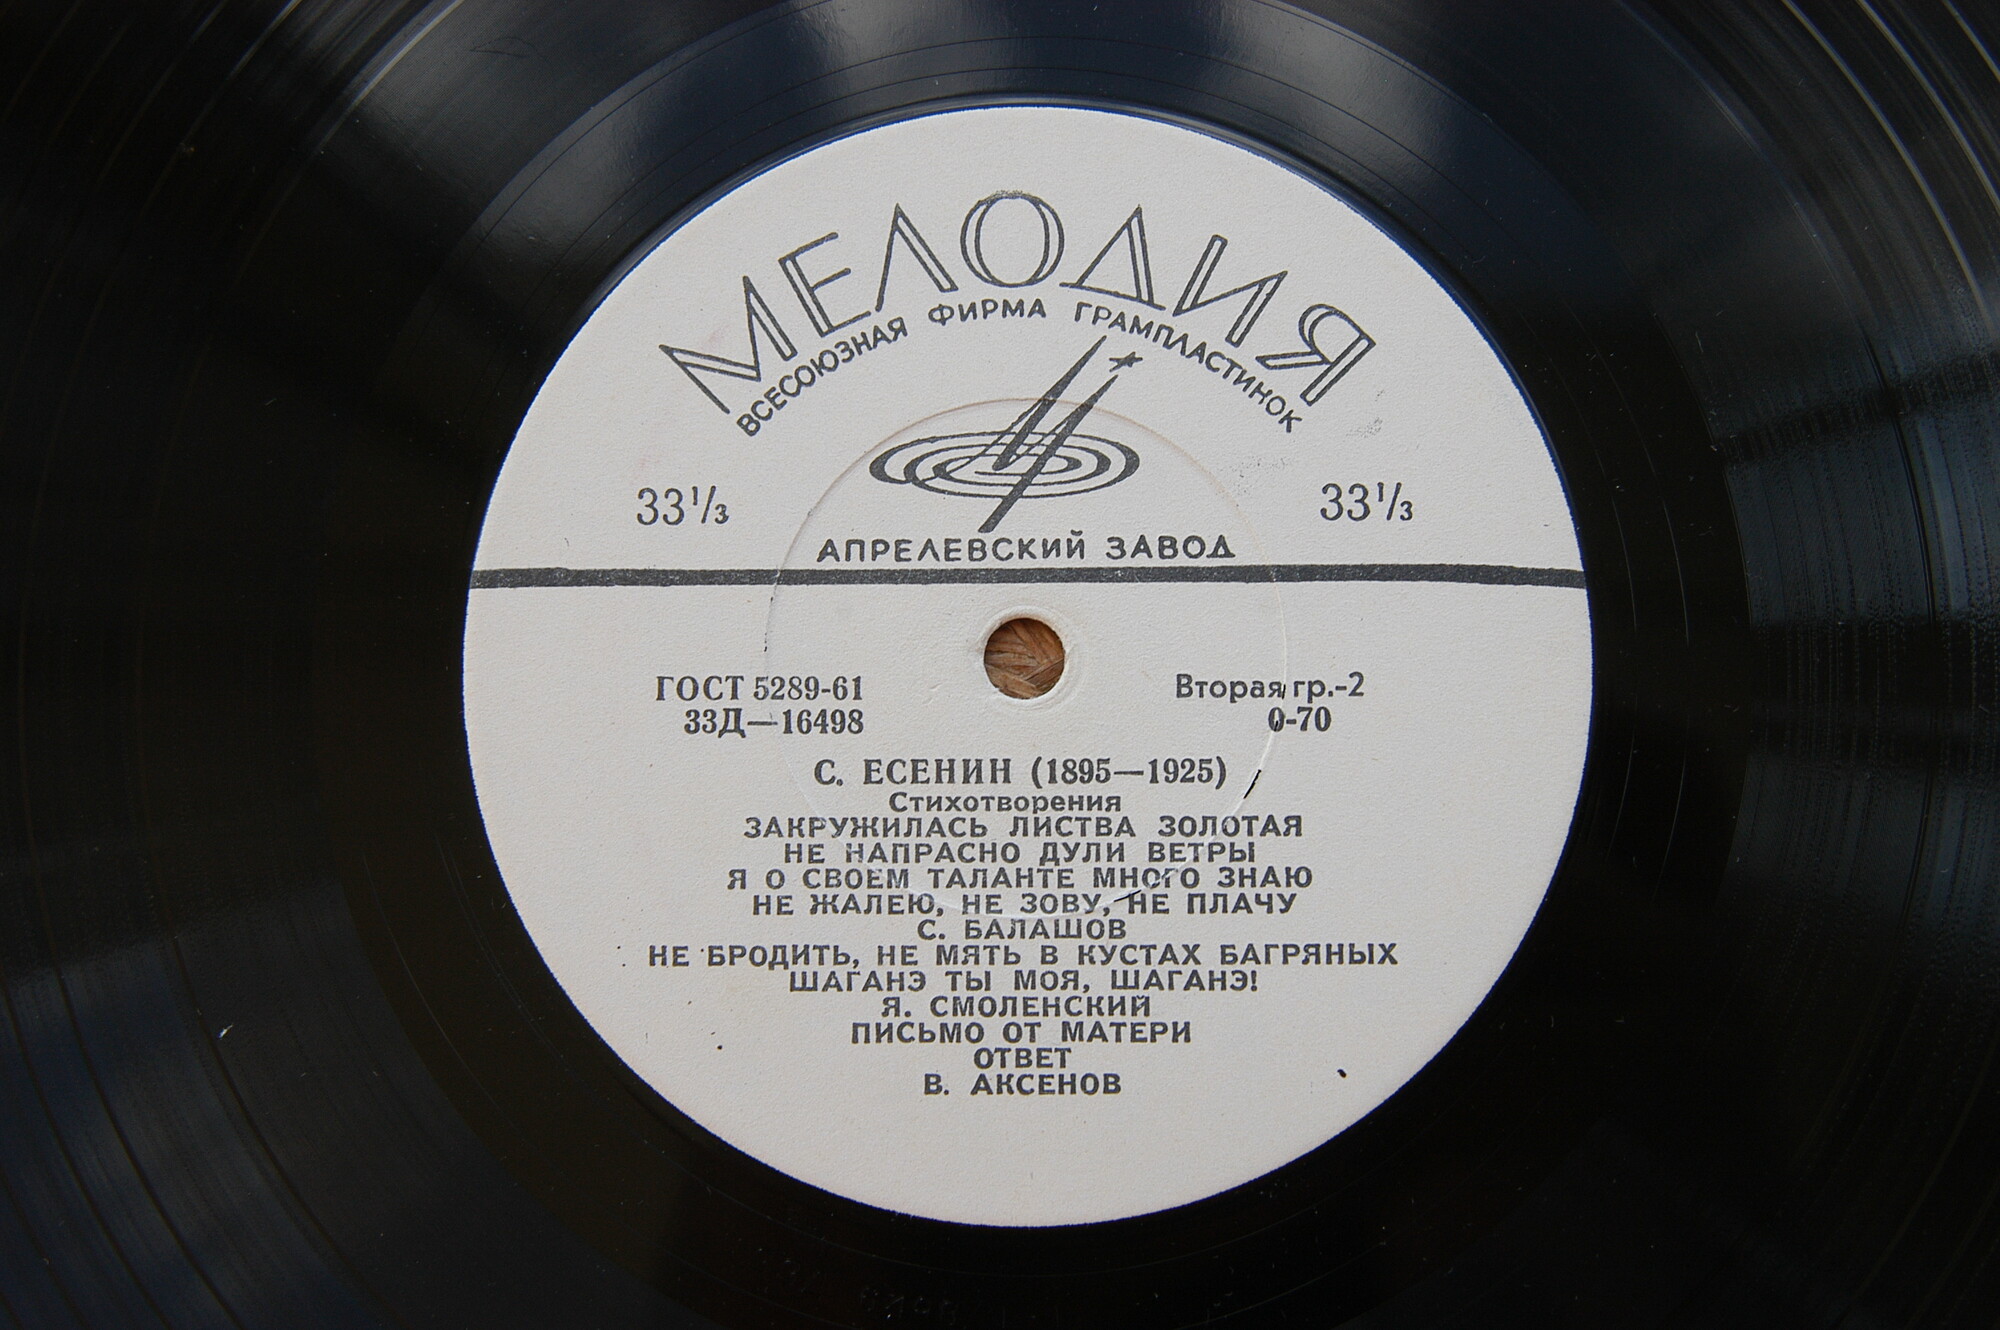 МЕЛОДИЯ
ВСЕСОЮЗНАЯ ФИРМА ГРАМПЛАСТИНОК
33⅓ 33⅓
АПРЕЛЕВСКИЙ ЗАВОД
ГОСТ 5289-61 Вторая гр.-2
33Д—16498 0-70
С. ЕСЕНИН (1895—1925)
Стихотворения
ЗАКРУЖИЛАСЬ ЛИСТВА ЗОЛОТАЯ
НЕ НАПРАСНО ДУЛИ ВЕТРЫ
Я О СВОЕМ ТАЛАНТЕ МНОГО ЗНАЮ
НЕ ЖАЛЕЮ, НЕ ЗОВУ, НЕ ПЛАЧУ
С. БАЛАШОВ
НЕ БРОДИТЬ, НЕ МЯТЬ В КУСТАХ БАГРЯНЫХ
ШАГАНЭ ТЫ МОЯ, ШАГАНЭ!
Я. СМОЛЕНСКИЙ
ПИСЬМО ОТ МАТЕРИ
ОТВЕТ
В. АКСЕНОВ